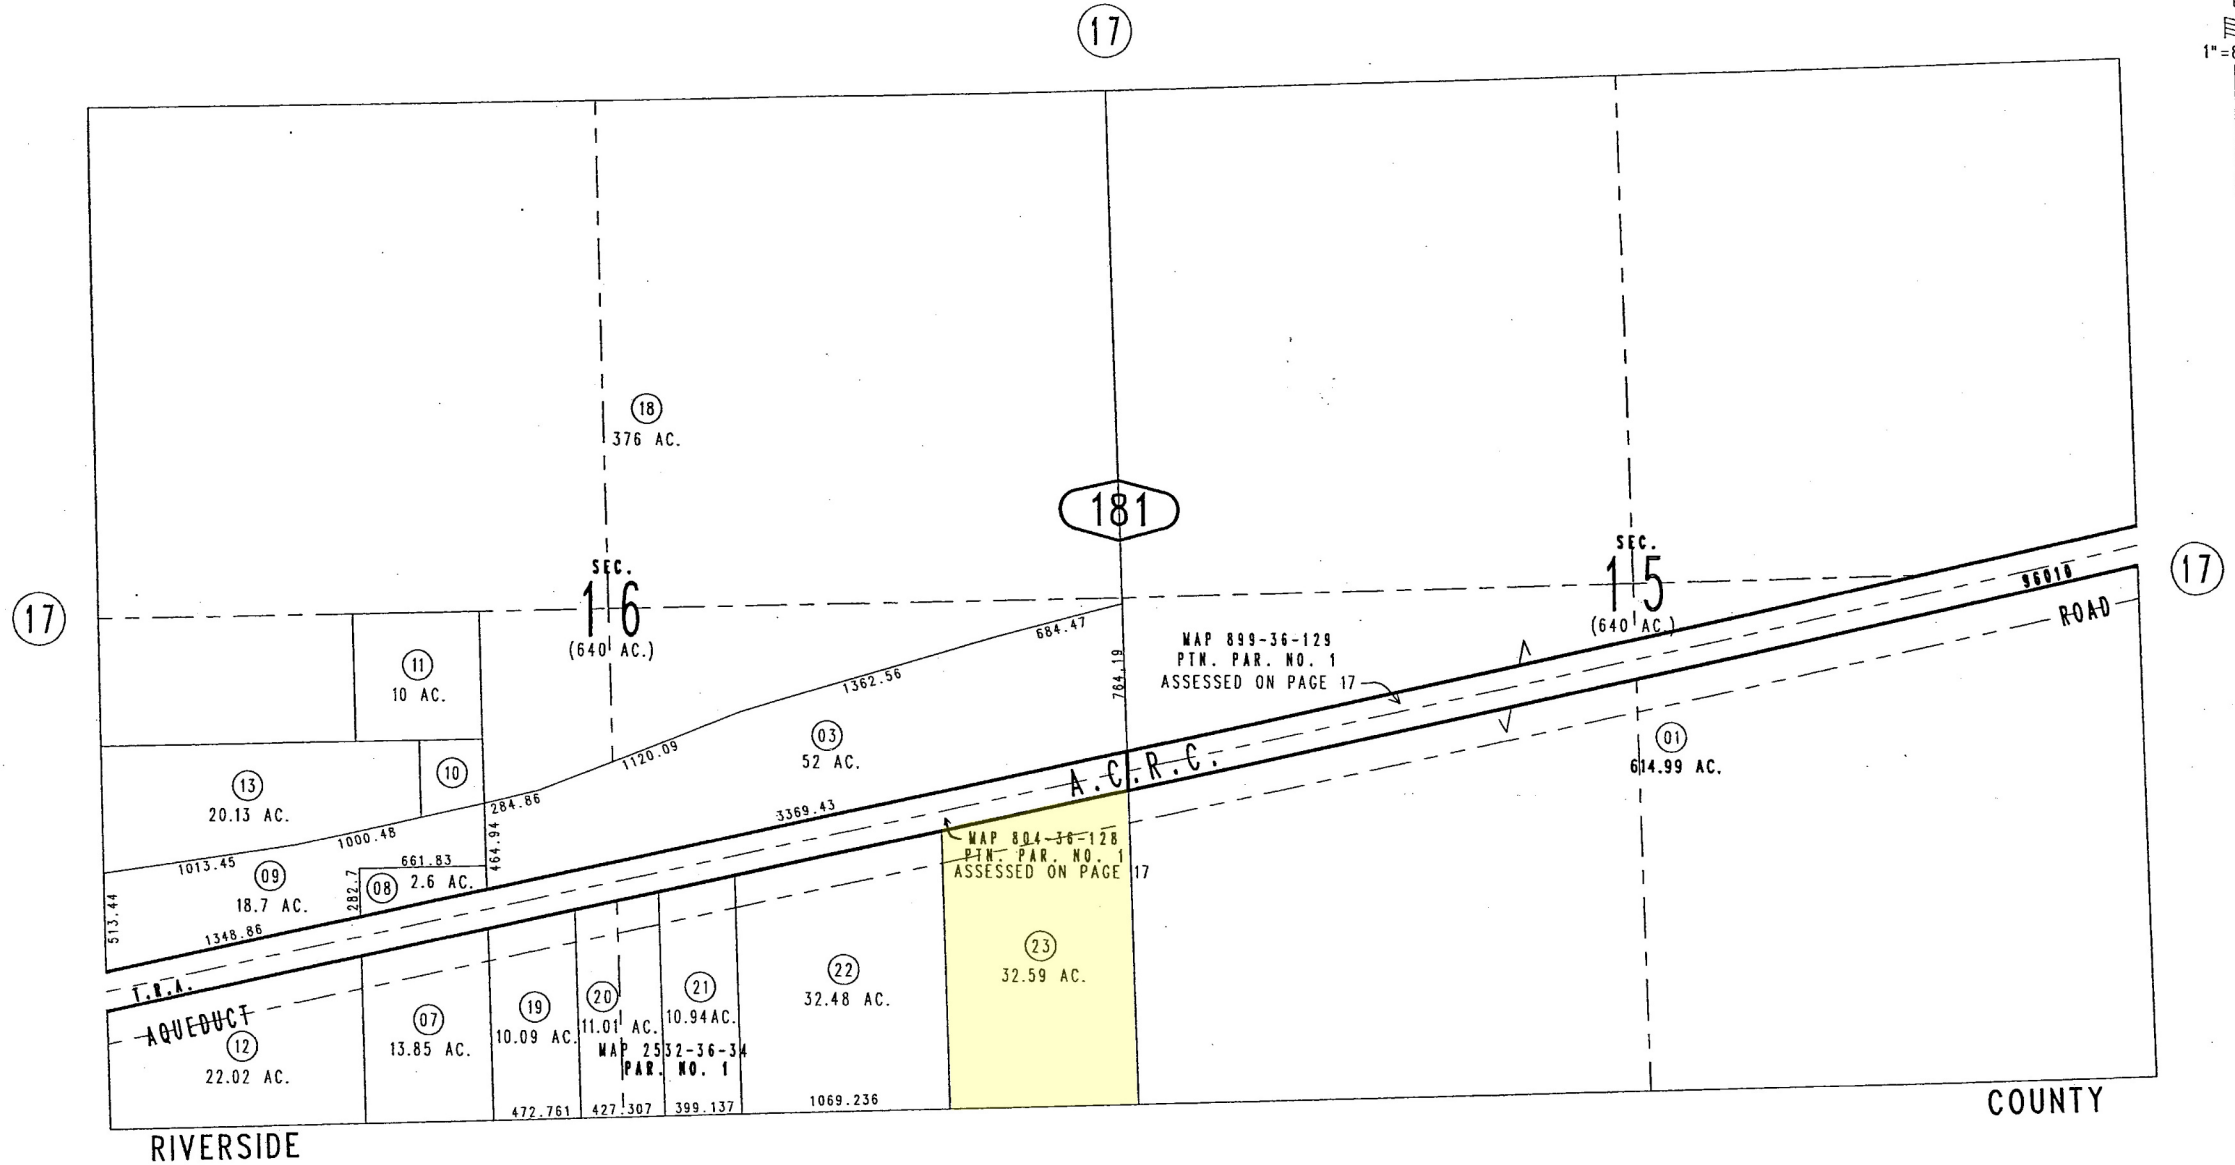 17
1"=8
18
376 AC.
181
SEC.
16
(640 AC.)
SEC.
15
(640 AC.)
17
17
96010
ROAD
11
10 AC.
684.47
764.19
1362.56
MAP 899-36-129
PTN. PAR. NO. 1
ASSESSED ON PAGE 17
03
52 AC.
1120.09
01
614.99 AC.
13
20.13 AC.
10
284.86
A.C.R.C.
3369.43
1000.48
1013.45
464.94
661.83
MAP 804-36-128
PTN. PAR. NO. 1
ASSESSED ON PAGE 17
09
18.7 AC.
282.7
08
2.6 AC.
513.44
1348.86
T.R.A.
AQUEDUCT
12
22.02 AC.
07
13.85 AC.
19
10.09 AC.
20
11.01 AC.
21
10.94AC.
22
32.48 AC.
23
32.59 AC.
MAP 2532-36-34
PAR. NO. 1
472.761
427.307
399.137
1069.236
RIVERSIDE
COUNTY